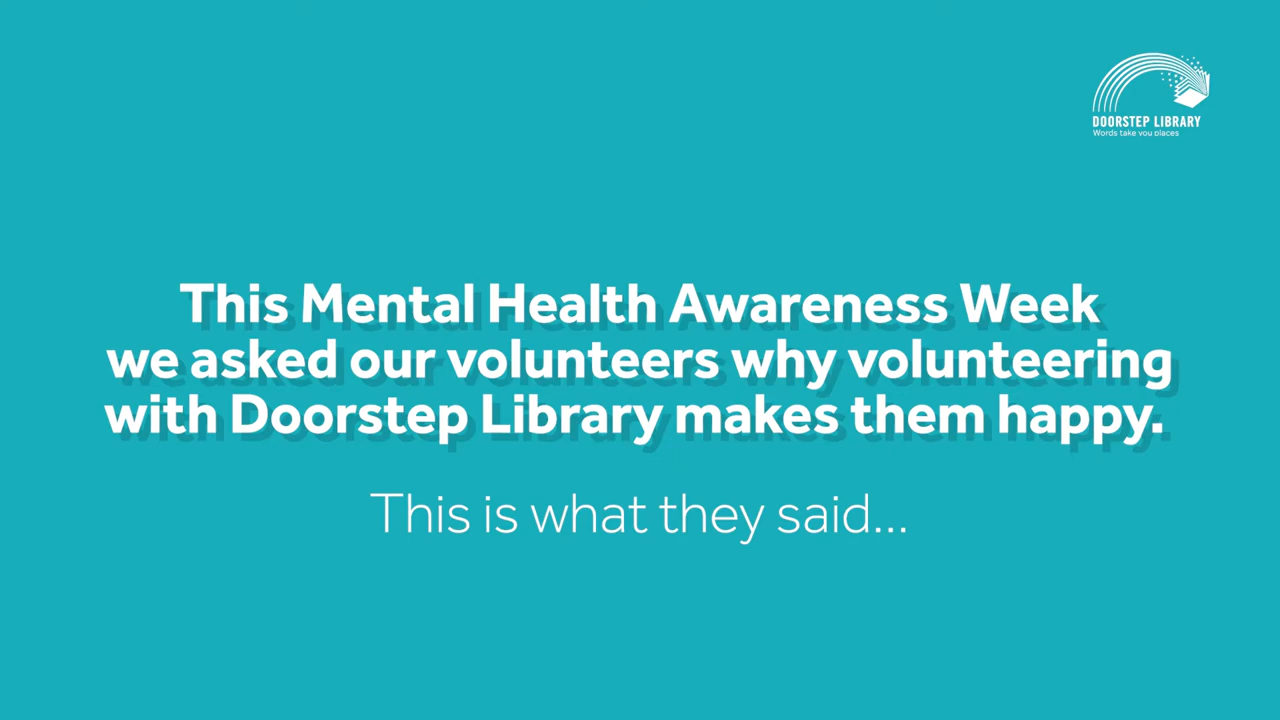 DOORSTEP LIBRARY
Words take you places
This Mental Health Awareness Week
we asked our volunteers why volunteering
with Doorstep Library makes them happy.
This is what they said...